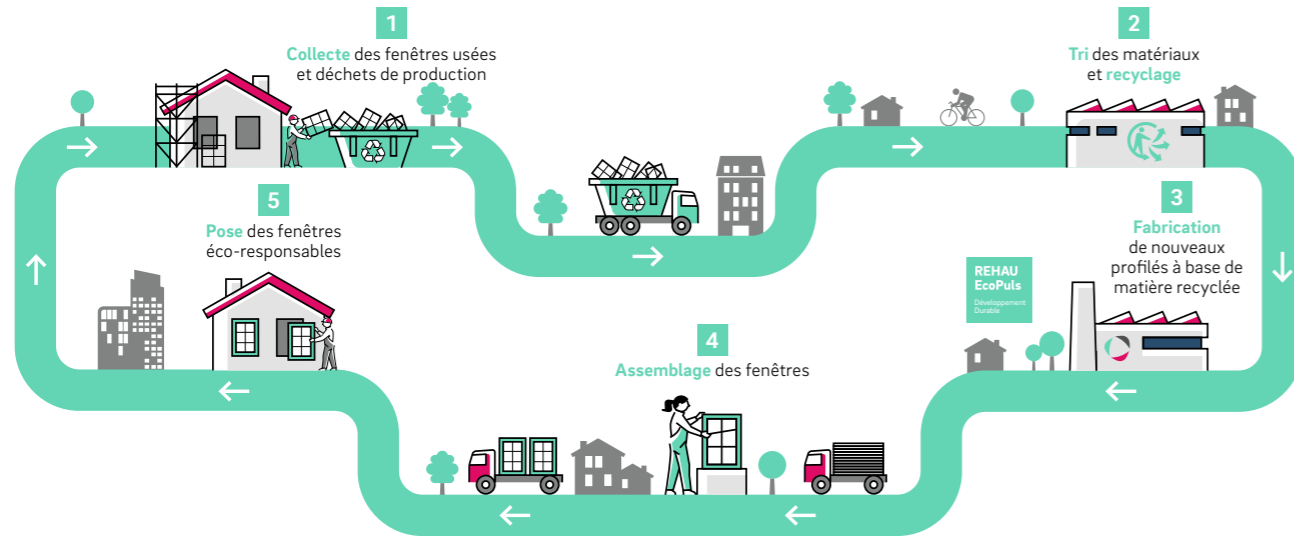 1
Collecte des fenêtres usées
et déchets de production
2
Tri des matériaux
et recyclage
3
Fabrication
de nouveaux
profilés à base de
matière recyclée
REHAU
EcoPuls
Développement
Durable
4
Assemblage des fenêtres
5
Pose des fenêtres
éco-responsables